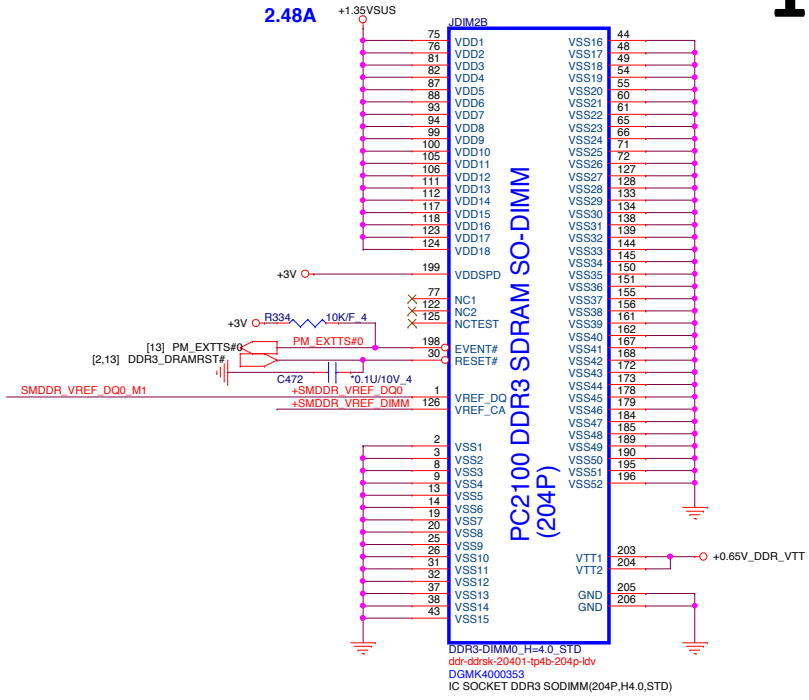 1
2.48A
+1.35VSUS
JDIM2B
75 VDD1 VSS16 44
76 VDD2 VSS17 48
81 VDD3 VSS18 49
82 VDD4 VSS19 54
87 VDD5 VSS20 55
88 VDD6 VSS21 60
93 VDD7 VSS22 61
94 VDD8 VSS23 65
99 VDD9 VSS24 66
100 VDD10 VSS25 71
105 VDD11 VSS26 72
106 VDD12 VSS27 127
111 VDD13 VSS28 128
112 VDD14 VSS29 133
117 VDD15 VSS30 134
118 VDD16 VSS31 138
123 VDD17 VSS32 139
124 VDD18 VSS33 144
VSS34 145
+3V 199 VDDSPD VSS35 150
VSS36 151
77 NC1 VSS37 155
122 NC2 VSS38 156
125 NCTEST VSS39 161
+3V R334 10K/F_4
VSS40 162
[13] PM_EXTTS#0 PM_EXTTS#0 198 EVENT# VSS41 167
[2,13] DDR3_DRAMRST# 30 RESET# VSS42 168
VSS43 172
VSS44 173
C472 *0.1U/10V_4
SMDDR_VREF_DQ0_M1 +SMDDR_VREF_DQ0 1 VREF_DQ VSS45 178
+SMDDR_VREF_DIMM 126 VREF_CA VSS46 179
VSS47 184
VSS48 185
2 VSS1 VSS49 189
3 VSS2 VSS50 190
8 VSS3 VSS51 195
9 VSS4 VSS52 196
13 VSS5
14 VSS6
19 VSS7
20 VSS8
25 VSS9
26 VSS10 VTT1 203 +0.65V_DDR_VTT
31 VSS11 VTT2 204
32 VSS12
37 VSS13 GND 205
38 VSS14 GND 206
43 VSS15
PC2100 DDR3 SDRAM SO-DIMM
(204P)
DDR3-DIMM0_H=4.0_STD
ddr-ddrsk-20401-tp4b-204p-ldv
DGMK4000353
IC SOCKET DDR3 SODIMM(204P,H4.0,STD)